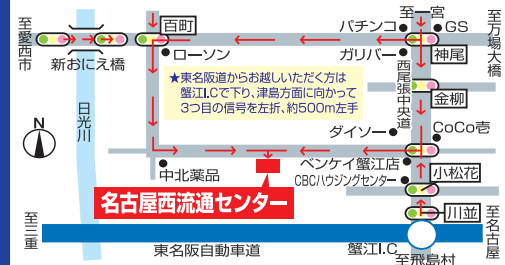 至一宮
至愛西市
百町
パチンコ
GS
至万場大橋
新おにえ橋
ローソン
ガリバー
神尾
西尾張中央道
★東名阪道からお越しいただく方は
蟹江I.Cで下り、津島方面に向かって
3つ目の信号を左折、約500m左手
金柳
日光川
N
ダイソー
CoCo壱
中北薬品
ベンケイ蟹江店
小松花
CBCハウジングセンター
名古屋西流通センター
川並
至名古屋
至三重
東名阪自動車道
蟹江I.C
至飛島村